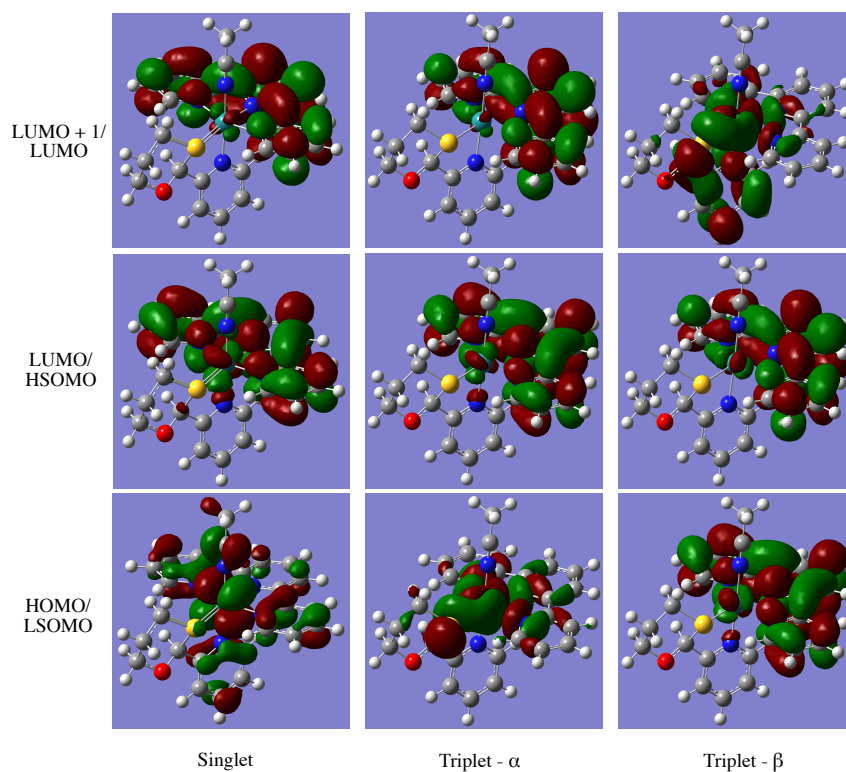 LUMO + 1/
LUMO
LUMO/
HSOMO
HOMO/
LSOMO
Singlet
Triplet - α
Triplet - β